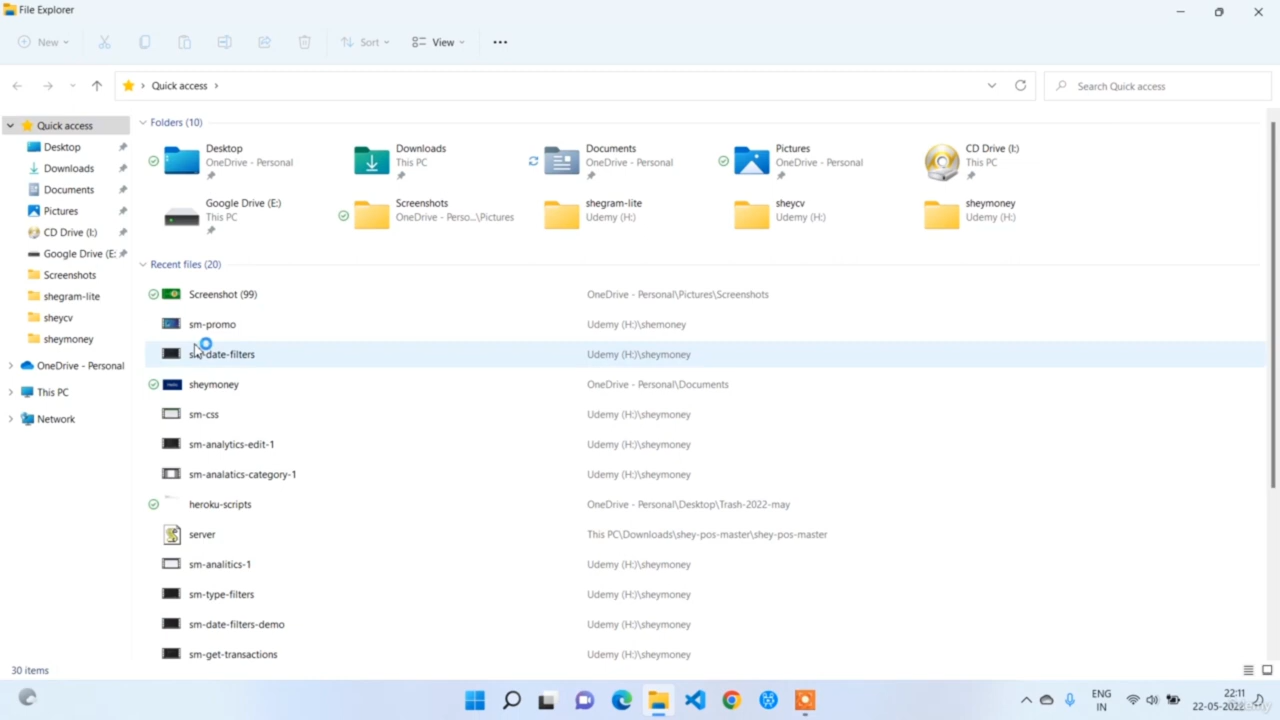 File Explorer
New
Sort
View
Quick access
Search Quick access
Quick access
Desktop
Downloads
Documents
Pictures
CD Drive (I:)
Google Drive (E:
Screenshots
shegram-lite
sheycv
sheymoney
OneDrive - Personal
This PC
Network
Folders (10)
Desktop
OneDrive - Personal
Downloads
This PC
Documents
OneDrive - Personal
Pictures
OneDrive - Personal
CD Drive (I:)
This PC
Google Drive (E:)
This PC
Screenshots
OneDrive - Perso...\Pictures
shegram-lite
Udemy (H:)
sheycv
Udemy (H:)
sheymoney
Udemy (H:)
Recent files (20)
Screenshot (99) OneDrive - Personal\Pictures\Screenshots
sm-promo Udemy (H:)\shemoney
sm-date-filters Udemy (H:)\sheymoney
sheymoney OneDrive - Personal\Documents
sm-css Udemy (H:)\sheymoney
sm-analytics-edit-1 Udemy (H:)\sheymoney
sm-analatics-category-1 Udemy (H:)\sheymoney
heroku-scripts OneDrive - Personal\Desktop\Trash-2022-may
server This PC\Downloads\shey-pos-master\shey-pos-master
sm-analitics-1 Udemy (H:)\sheymoney
sm-type-filters Udemy (H:)\sheymoney
sm-date-filters-demo Udemy (H:)\sheymoney
sm-get-transactions Udemy (H:)\sheymoney
30 items
ENG
IN
22:11
22-05-2022